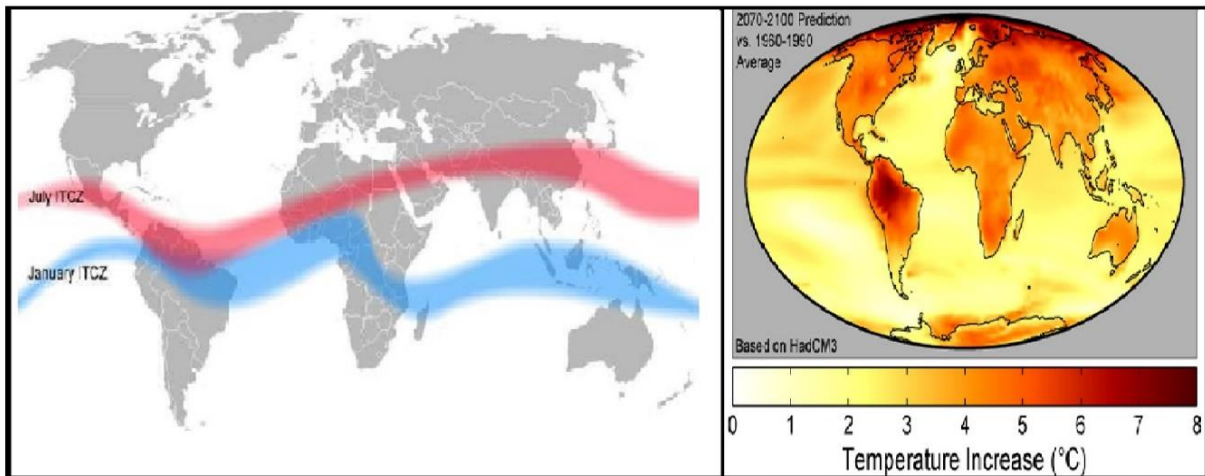 July ITCZ
January ITCZ
2070-2100 Prediction
vs. 1960-1990
Average
Based on HadCM3
0 1 2 3 4 5 6 7 8
Temperature Increase (°C)